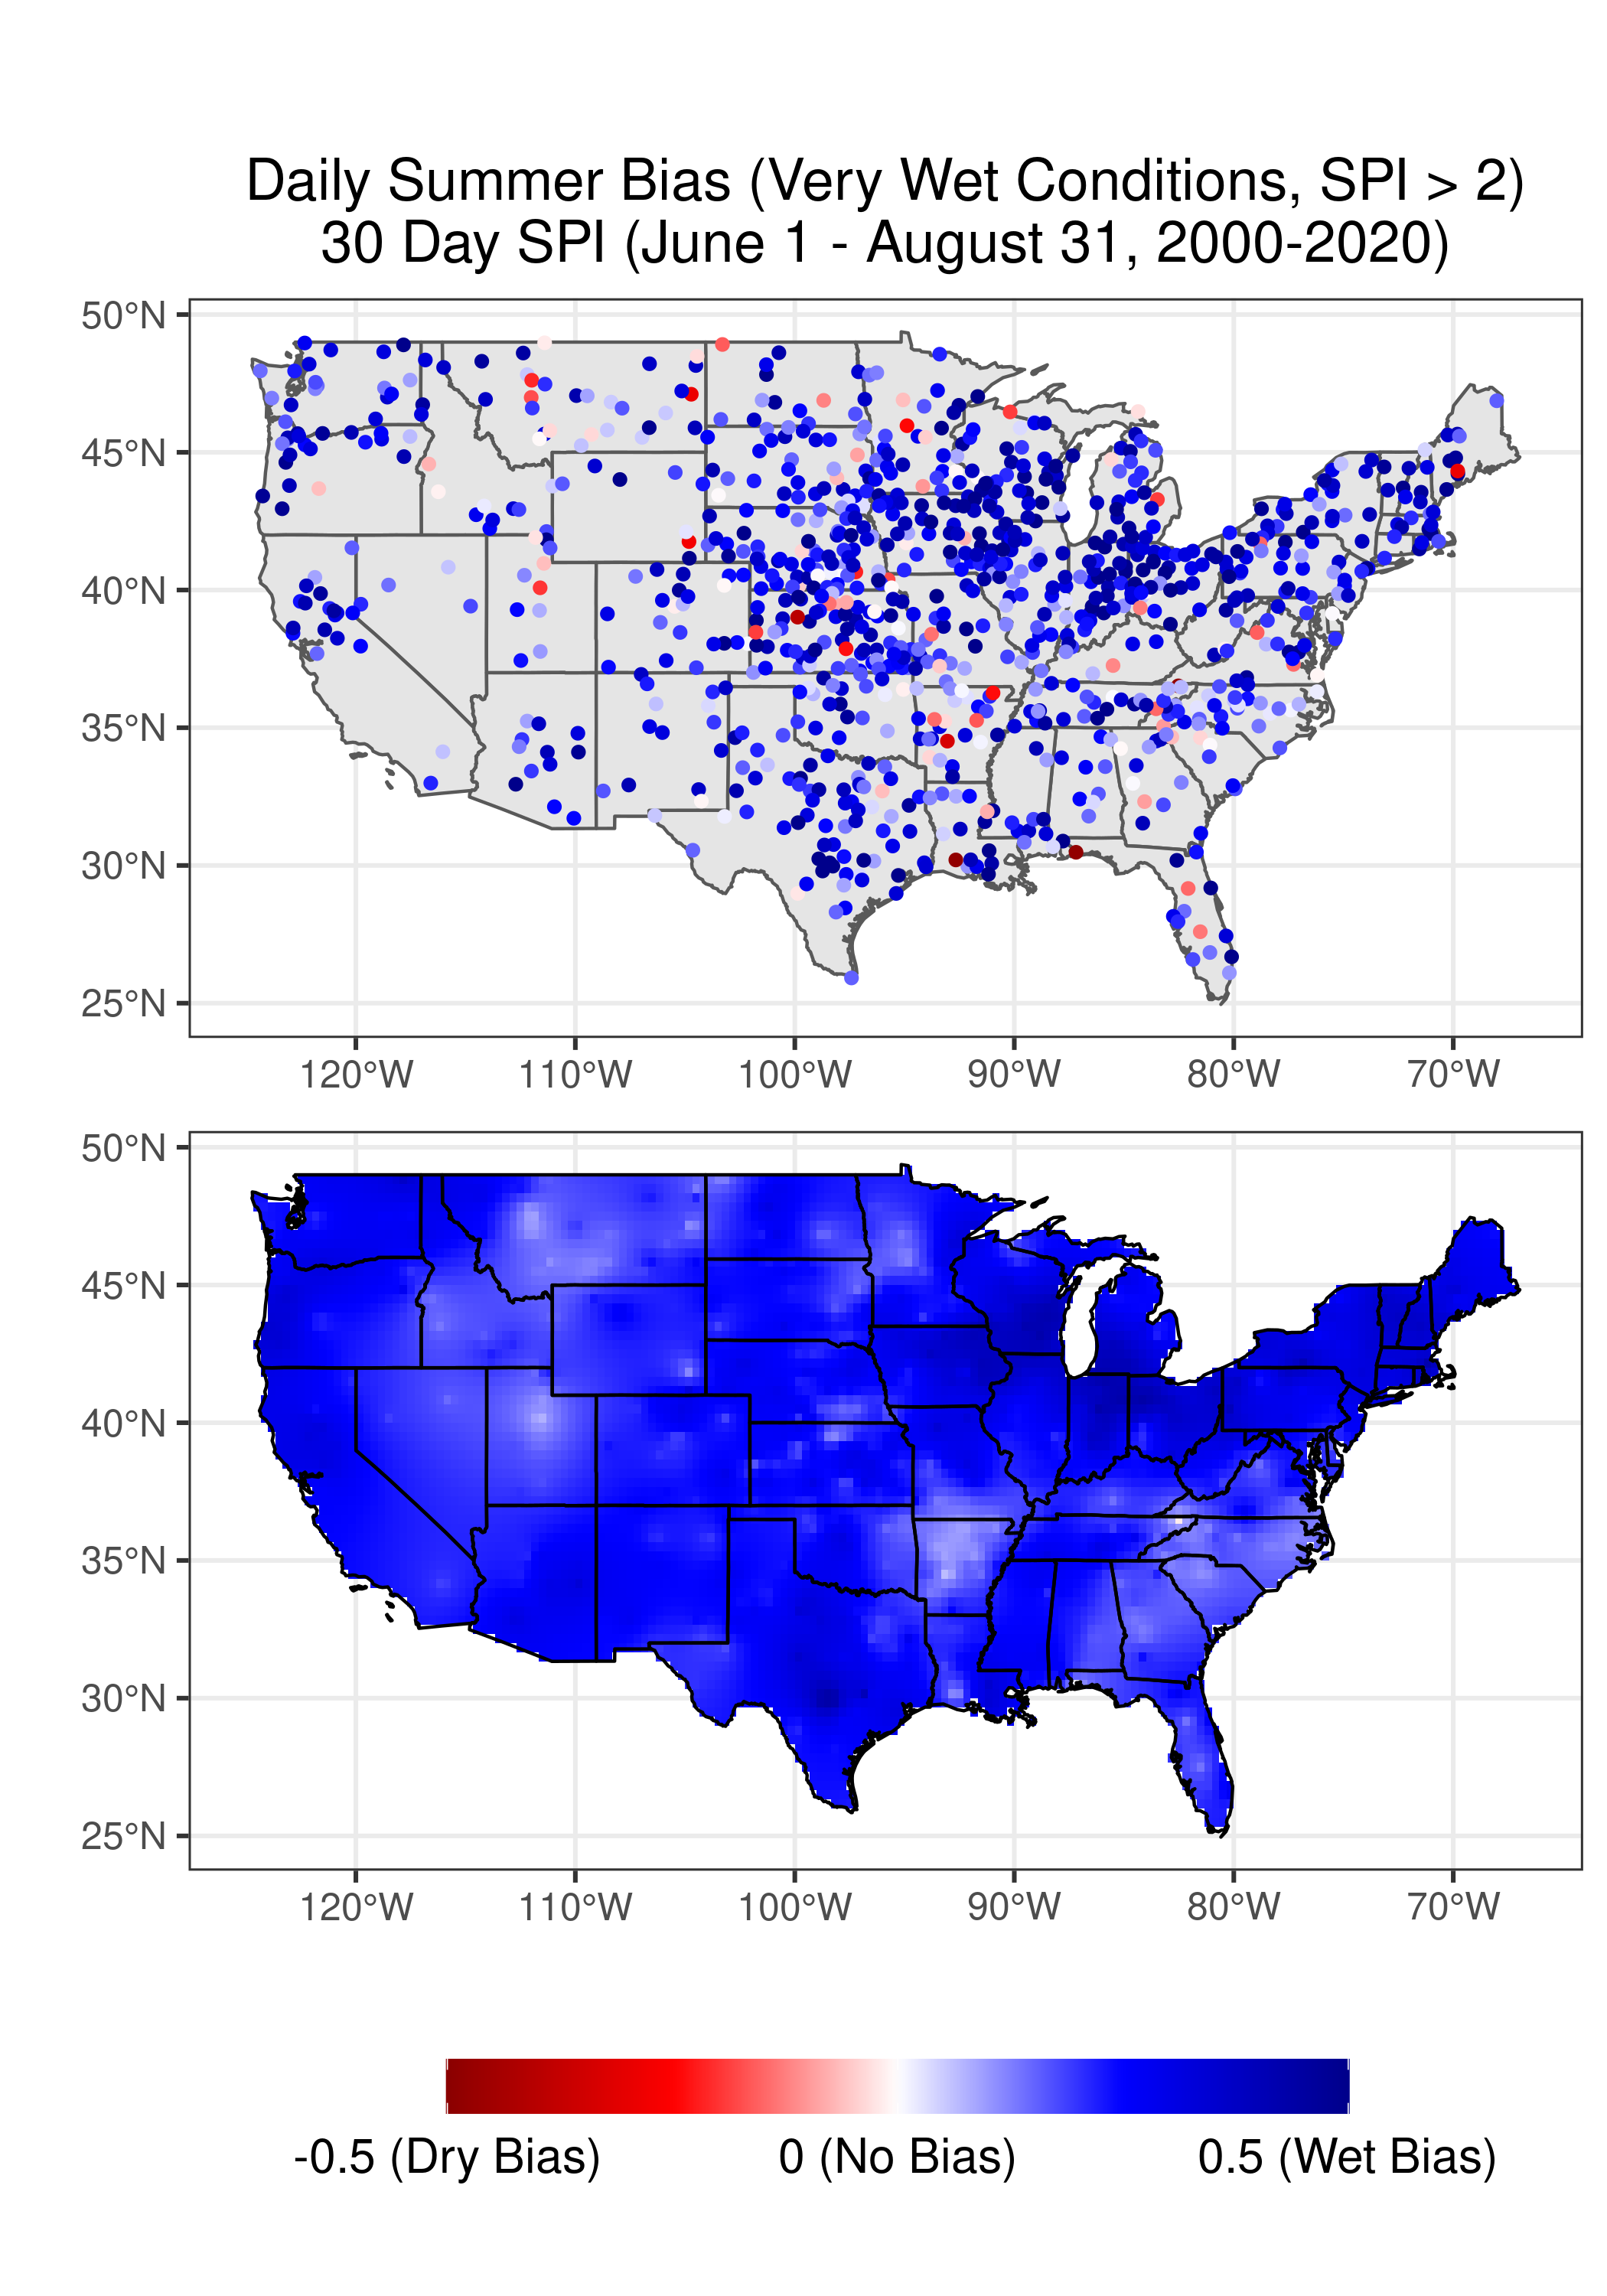 Daily Summer Bias (Very Wet Conditions, SPI > 2)
30 Day SPI (June 1 - August 31, 2000-2020)
50°N
45°N
40°N
35°N
30°N
25°N
120°W 110°W 100°W 90°W 80°W 70°W
50°N
45°N
40°N
35°N
30°N
25°N
120°W 110°W 100°W 90°W 80°W 70°W
-0.5 (Dry Bias) 0 (No Bias) 0.5 (Wet Bias)